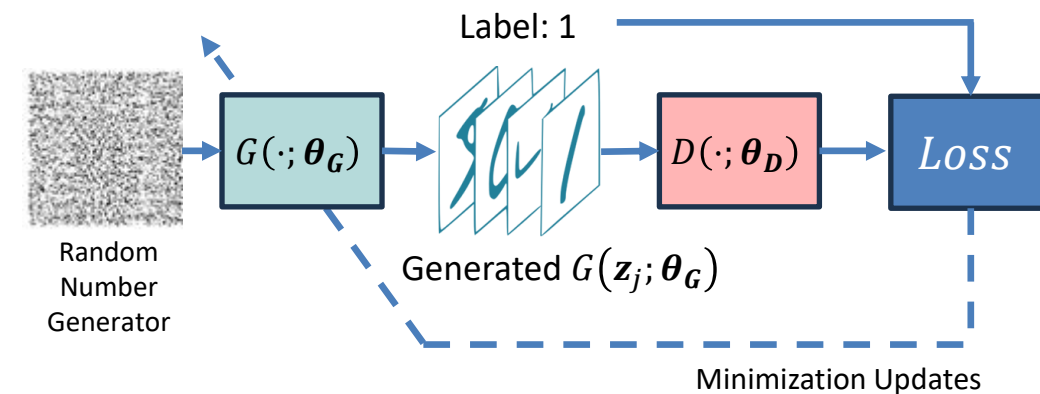 Label: 1
G(·; θ_G)
D(·; θ_D)
Loss
Random
Number
Generator
Generated G(z_j; θ_G)
Minimization Updates